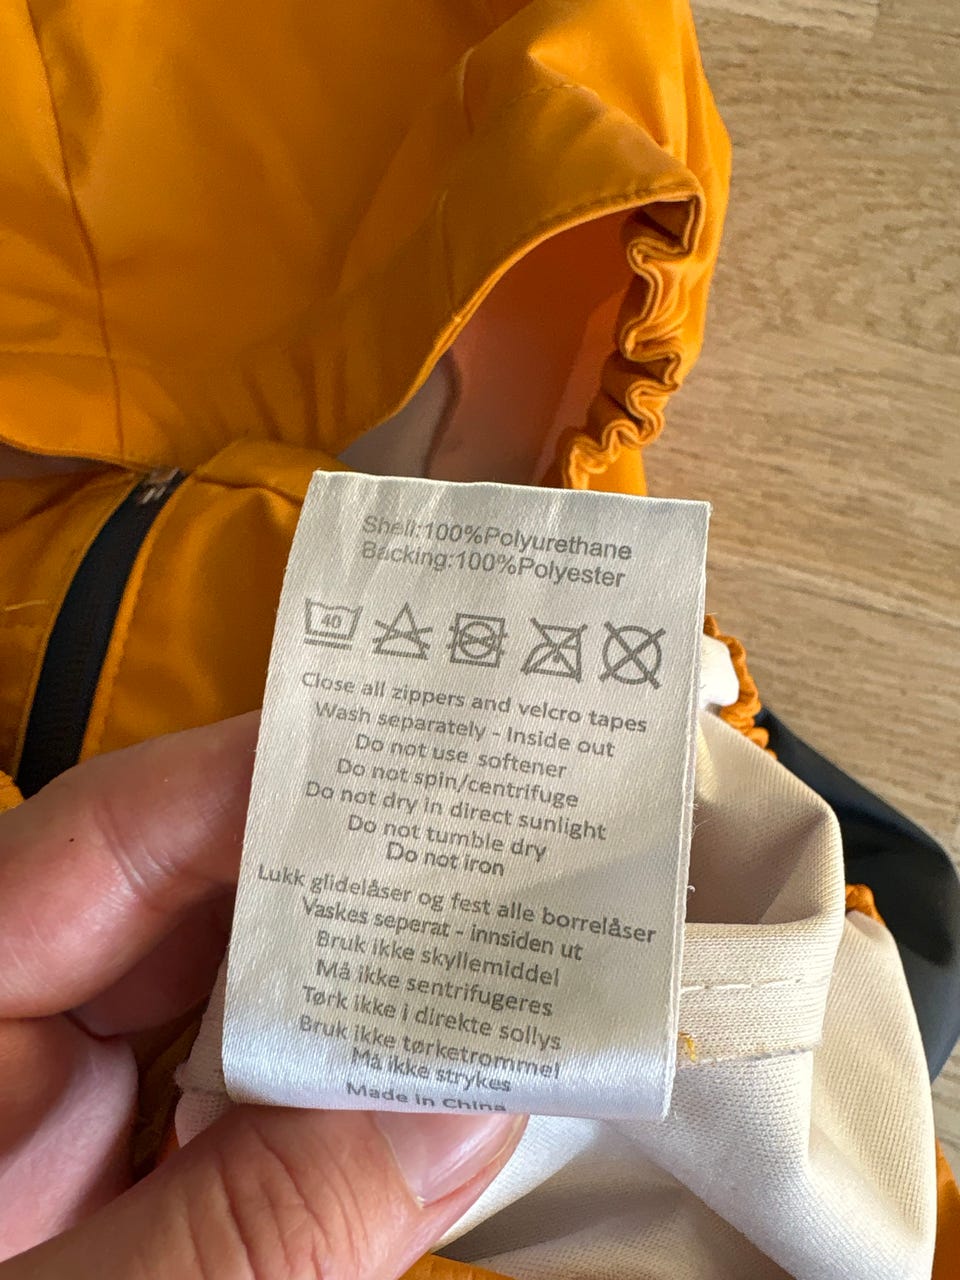 Shell:100%Polyurethane
Backing:100%Polyester
40
Close all zippers and velcro tapes
Wash separately - Inside out
Do not use softener
Do not spin/centrifuge
Do not dry in direct sunlight
Do not tumble dry
Do not iron
Lukk glidelåser og fest alle borrelåser
Vaskes seperat - innsiden ut
Bruk ikke skyllemiddel
Må ikke sentrifugeres
Tørk ikke i direkte sollys
Bruk ikke tørketrommel
Må ikke strykes
Made in China